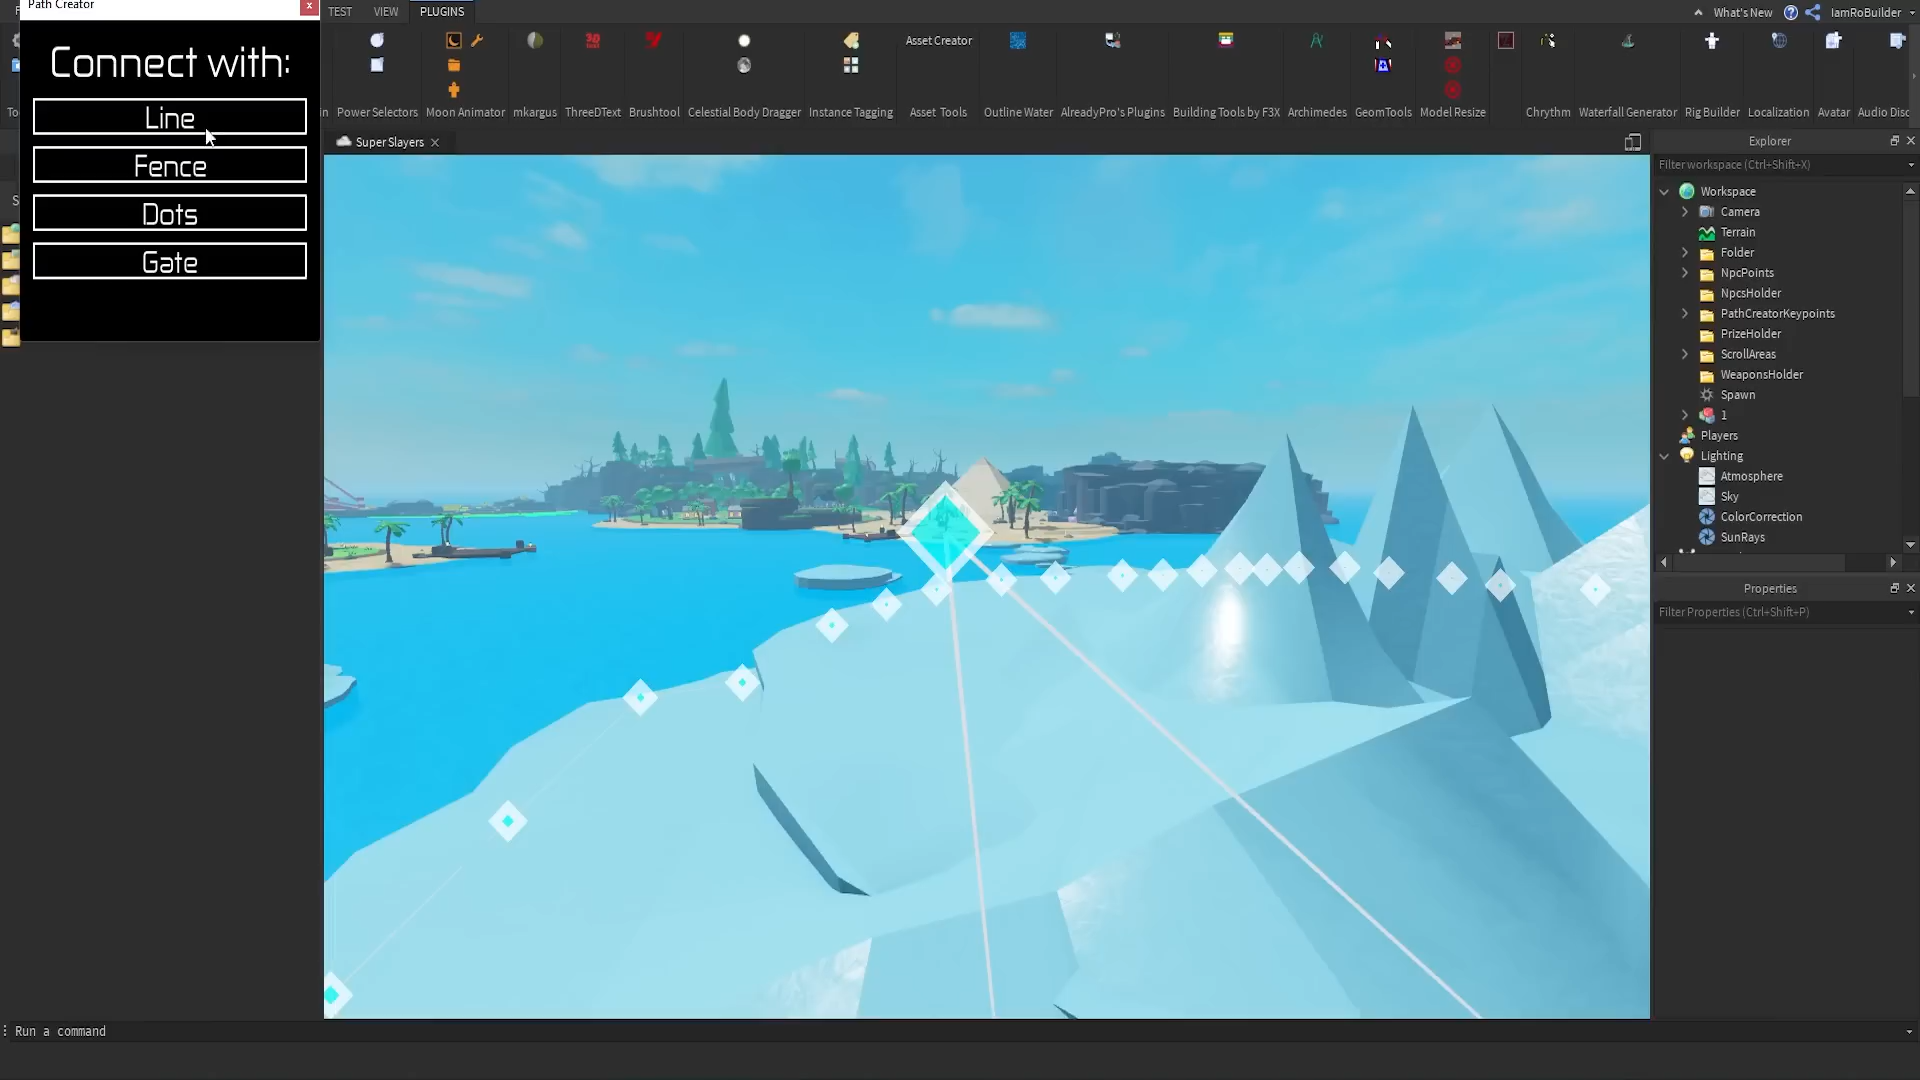 Path Creator
x
TEST
VIEW
PLUGINS
What's New
?
IamRoBuilder
Connect with:
Line
Fence
Dots
Gate
Asset Creator
Power Selectors
Moon Animator
mkargus
ThreeDText
Brushtool
Celestial Body Dragger
Instance Tagging
Asset Tools
Outline Water
AlreadyPro's Plugins
Building Tools by F3X
Archimedes
GeomTools
Model Resize
Chrythm
Waterfall Generator
Rig Builder
Localization
Avatar
Audio Disc
Super Slayers
Explorer
Filter workspace (Ctrl+Shift+X)
Workspace
Camera
Terrain
Folder
NpcPoints
NpcsHolder
PathCreatorKeypoints
PrizeHolder
ScrollAreas
WeaponsHolder
Spawn
1
Players
Lighting
Atmosphere
Sky
ColorCorrection
SunRays
Properties
Filter Properties (Ctrl+Shift+P)
Run a command